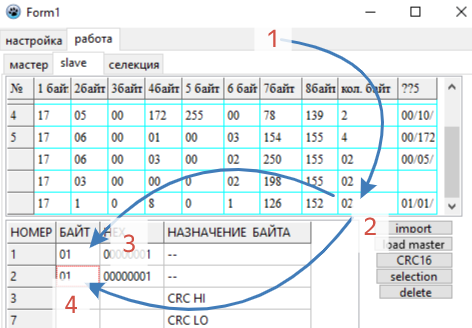 Form1
настройка работа
мастер slave селекция
№ 1 байт 2байт 3байт 4байт 5 байт 6 байт 7байт 8байт кол. байт ??5
4 17 05 00 172 255 00 78 139 2 00/10/
5 17 06 00 01 00 03 154 155 4 00/172
17 06 00 03 00 02 250 155 02 00/05/
17 03 00 00 0 02 198 155 02
17 1 0 8 0 1 126 152 02 01/01/
1
2
3
4
НОМЕР БАЙТ HEX НАЗНАЧЕНИЕ БАЙТА
1 01 00000001 --
2 01 00000001 --
3 CRC HI
7 CRC LO
import
load master
CRC16
selection
delete